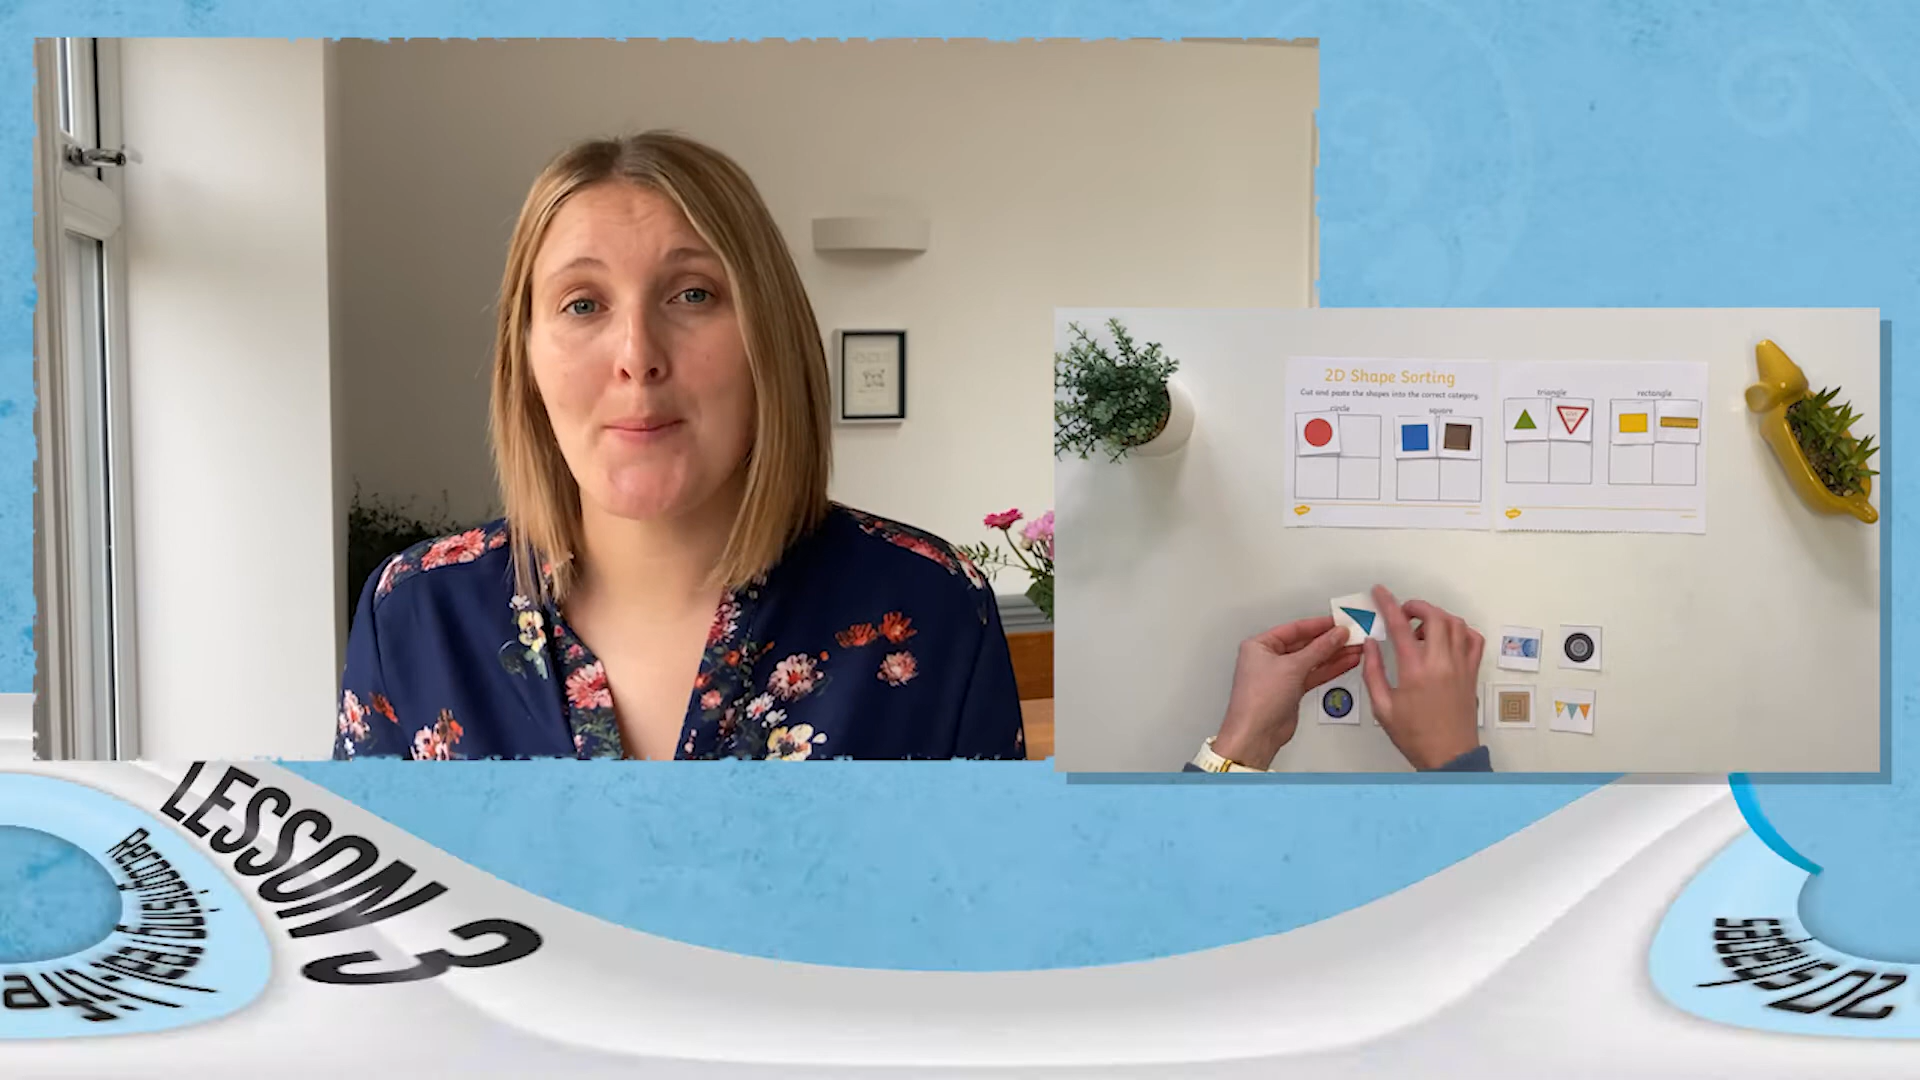 2D Shape Sorting
Cut and paste the shapes into the correct category.
circle
square
triangle
rectangle
LESSON 3
Recognising
2D Shapes